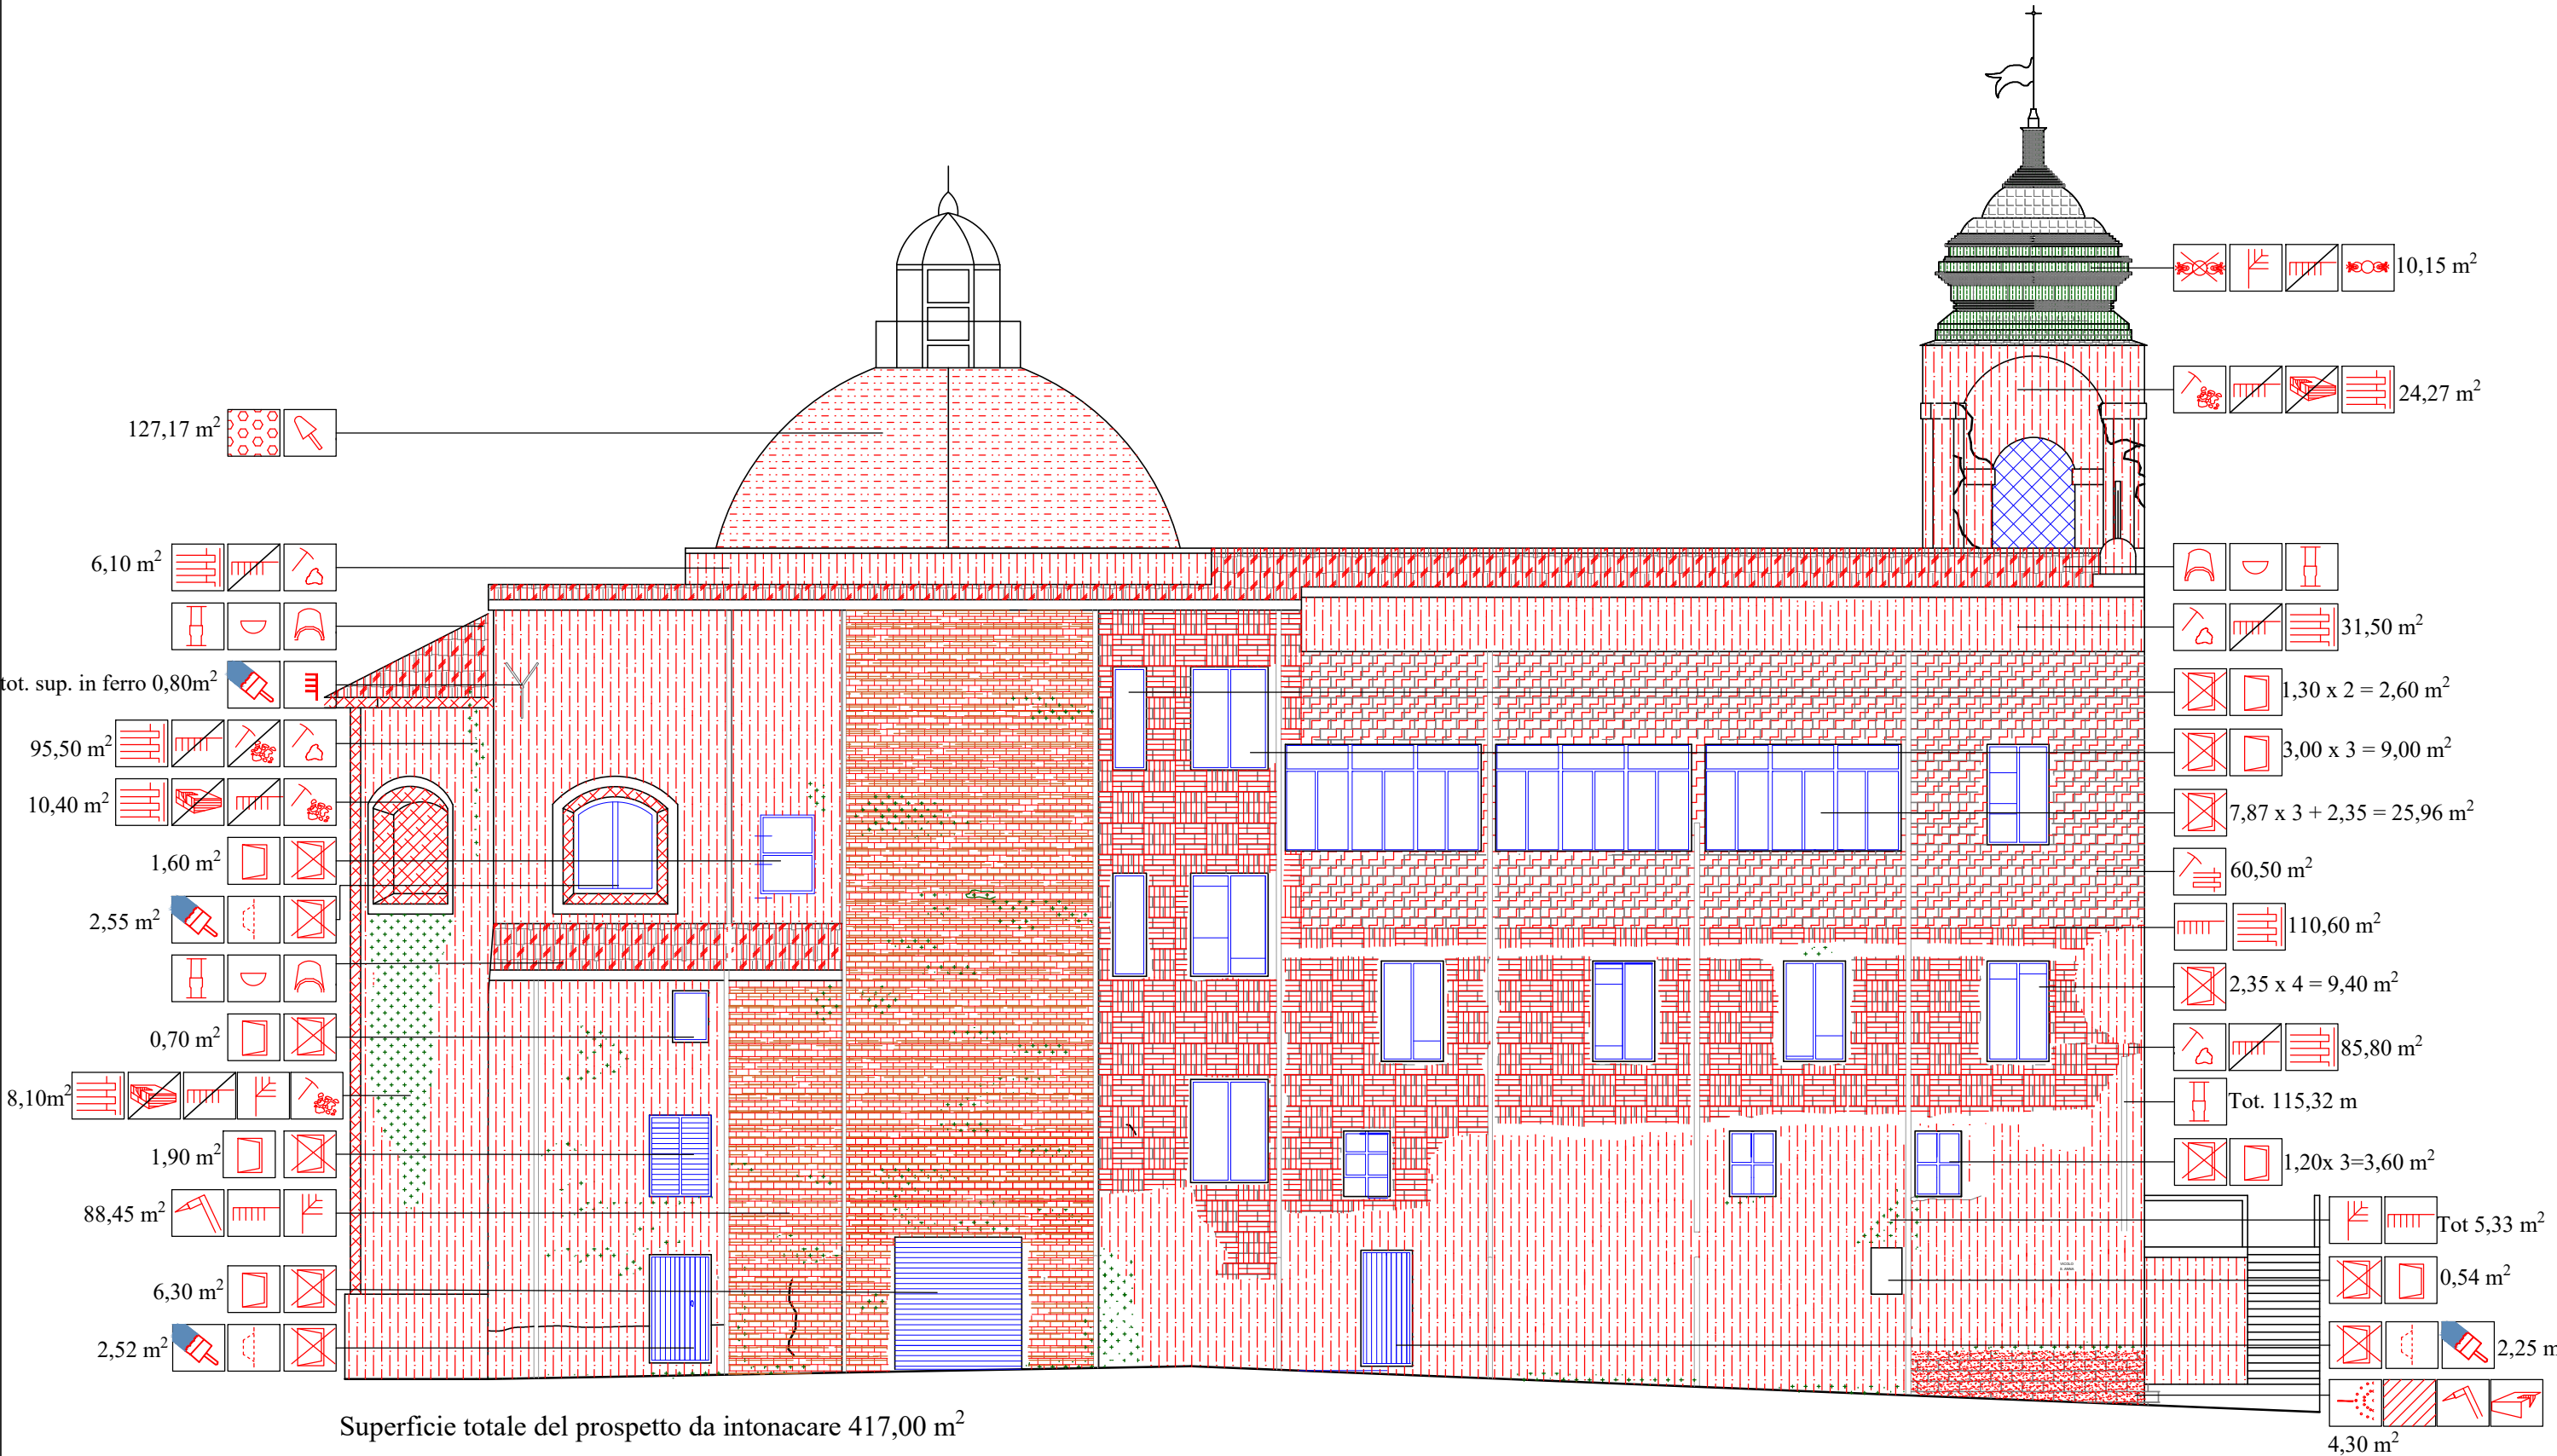 10,15 m²
24,27 m²
127,17 m²
6,10 m²
31,50 m²
tot. sup. in ferro 0,80m²
1,30 x 2 = 2,60 m²
95,50 m²
3,00 x 3 = 9,00 m²
10,40 m²
7,87 x 3 + 2,35 = 25,96 m²
1,60 m²
60,50 m²
2,55 m²
110,60 m²
2,35 x 4 = 9,40 m²
0,70 m²
85,80 m²
8,10m²
Tot. 115,32 m
1,90 m²
1,20x 3=3,60 m²
88,45 m²
Tot 5,33 m²
6,30 m²
0,54 m²
2,52 m²
2,25 m
4,30 m²
Superficie totale del prospetto da intonacare 417,00 m²